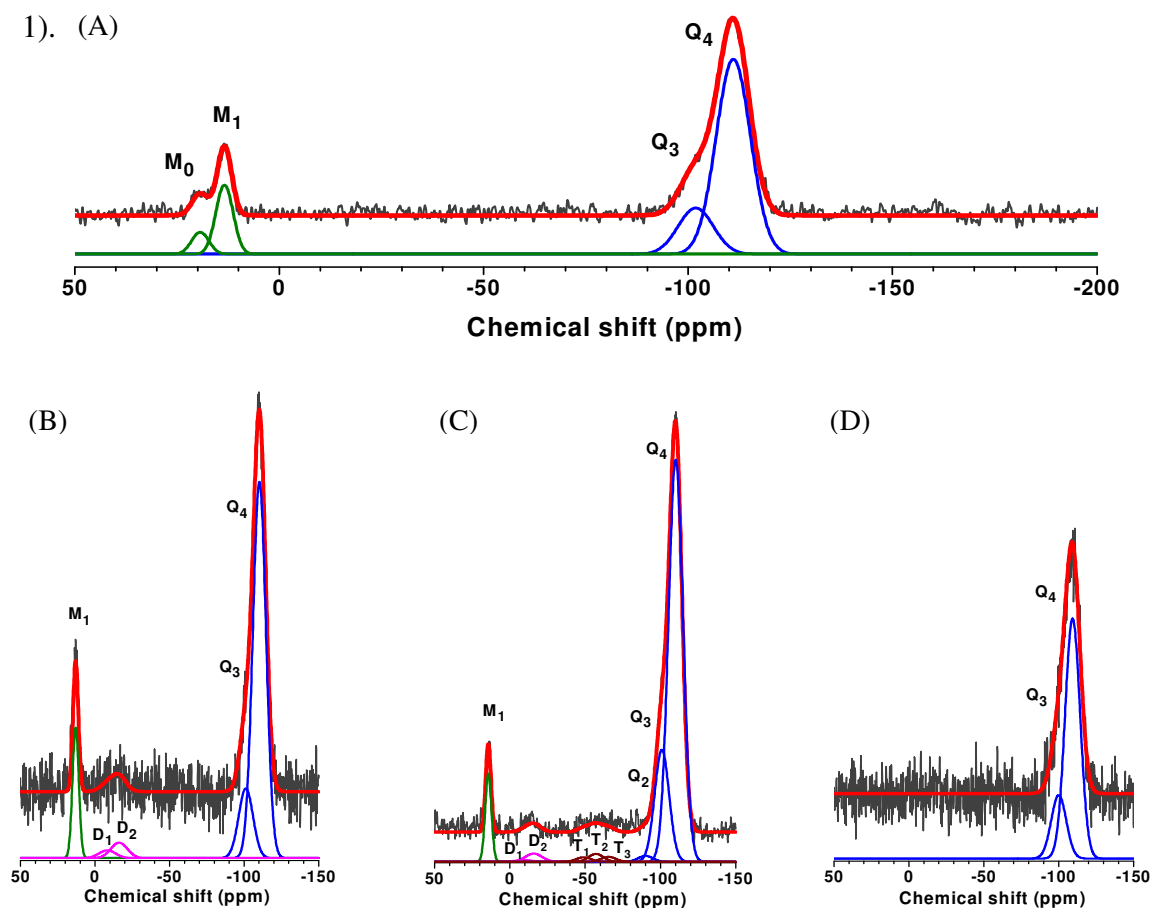 1). (A)
Q4
M1
Q3
M0
50 0 -50 -100 -150 -200
Chemical shift (ppm)
(B) (C) (D)
Q4
M1
Q3
D1 D2
50 0 -50 -100 -150
Chemical shift (ppm)
Q4
M1
Q3
Q2
D1 D2 T1 T2 T3
50 0 -50 -100 -150
Chemical shift (ppm)
Q4
Q3
50 0 -50 -100 -150
Chemical shift (ppm)